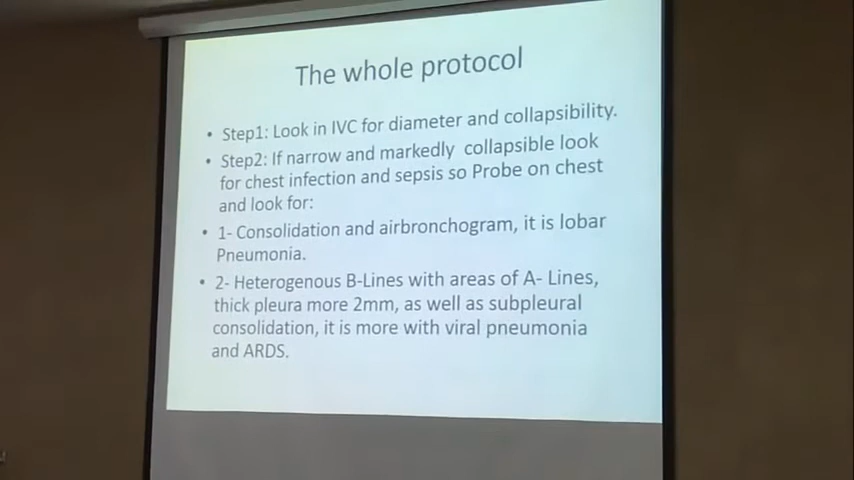 The whole protocol
• Step1: Look in IVC for diameter and collapsibility.
• Step2: If narrow and markedly collapsible look
for chest infection and sepsis so Probe on chest
and look for:
• 1- Consolidation and airbronchogram, it is lobar
Pneumonia.
• 2- Heterogenous B-Lines with areas of A- Lines,
thick pleura more 2mm, as well as subpleural
consolidation, it is more with viral pneumonia
and ARDS.